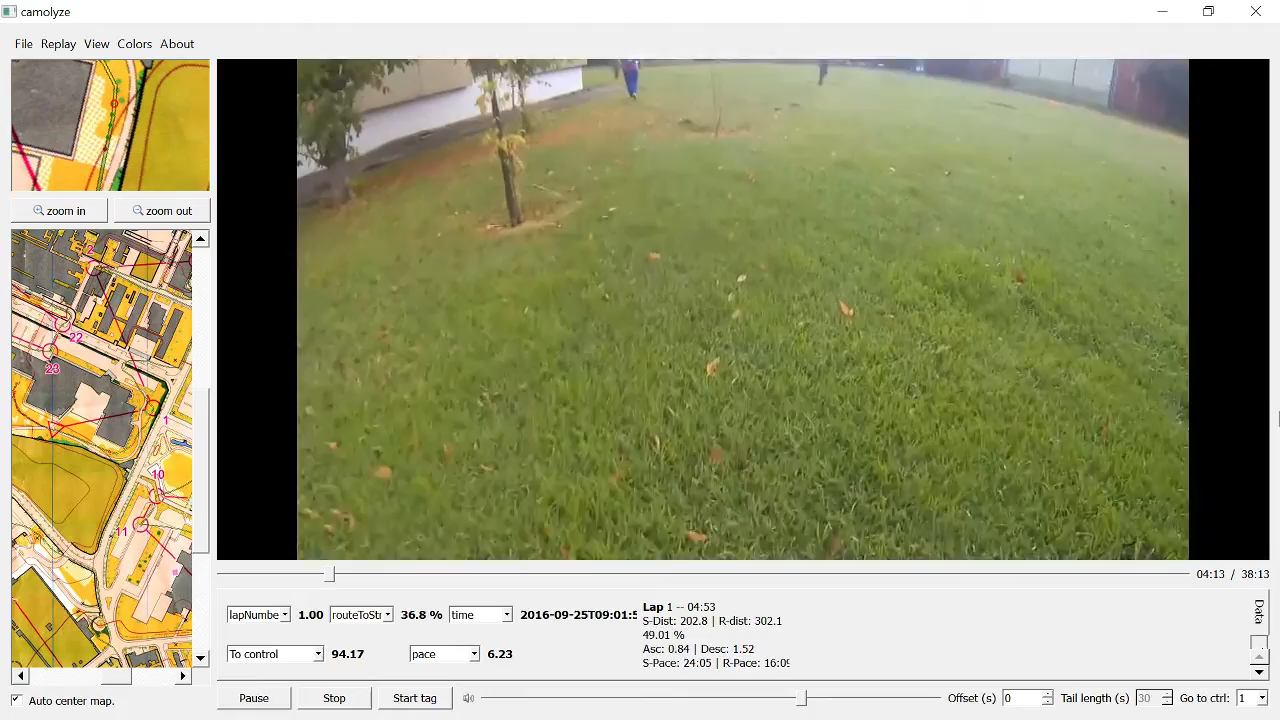 camolyze
File Replay View Colors About
zoom in zoom out
2
22
23
1
10
11
04:13 / 38:13
lapNumbe 1.00 routeToStr 36.8 % time 2016-09-25T09:01:5
To control 94.17 pace 6.23
Lap 1 -- 04:53
S-Dist: 202.8 | R-dist: 302.1
49.01 %
Asc: 0.84 | Desc: 1.52
S-Pace: 24:05 | R-Pace: 16:09
Data
Auto center map.
Pause Stop Start tag Offset (s) 0 Tail length (s) 30 Go to ctrl: 1